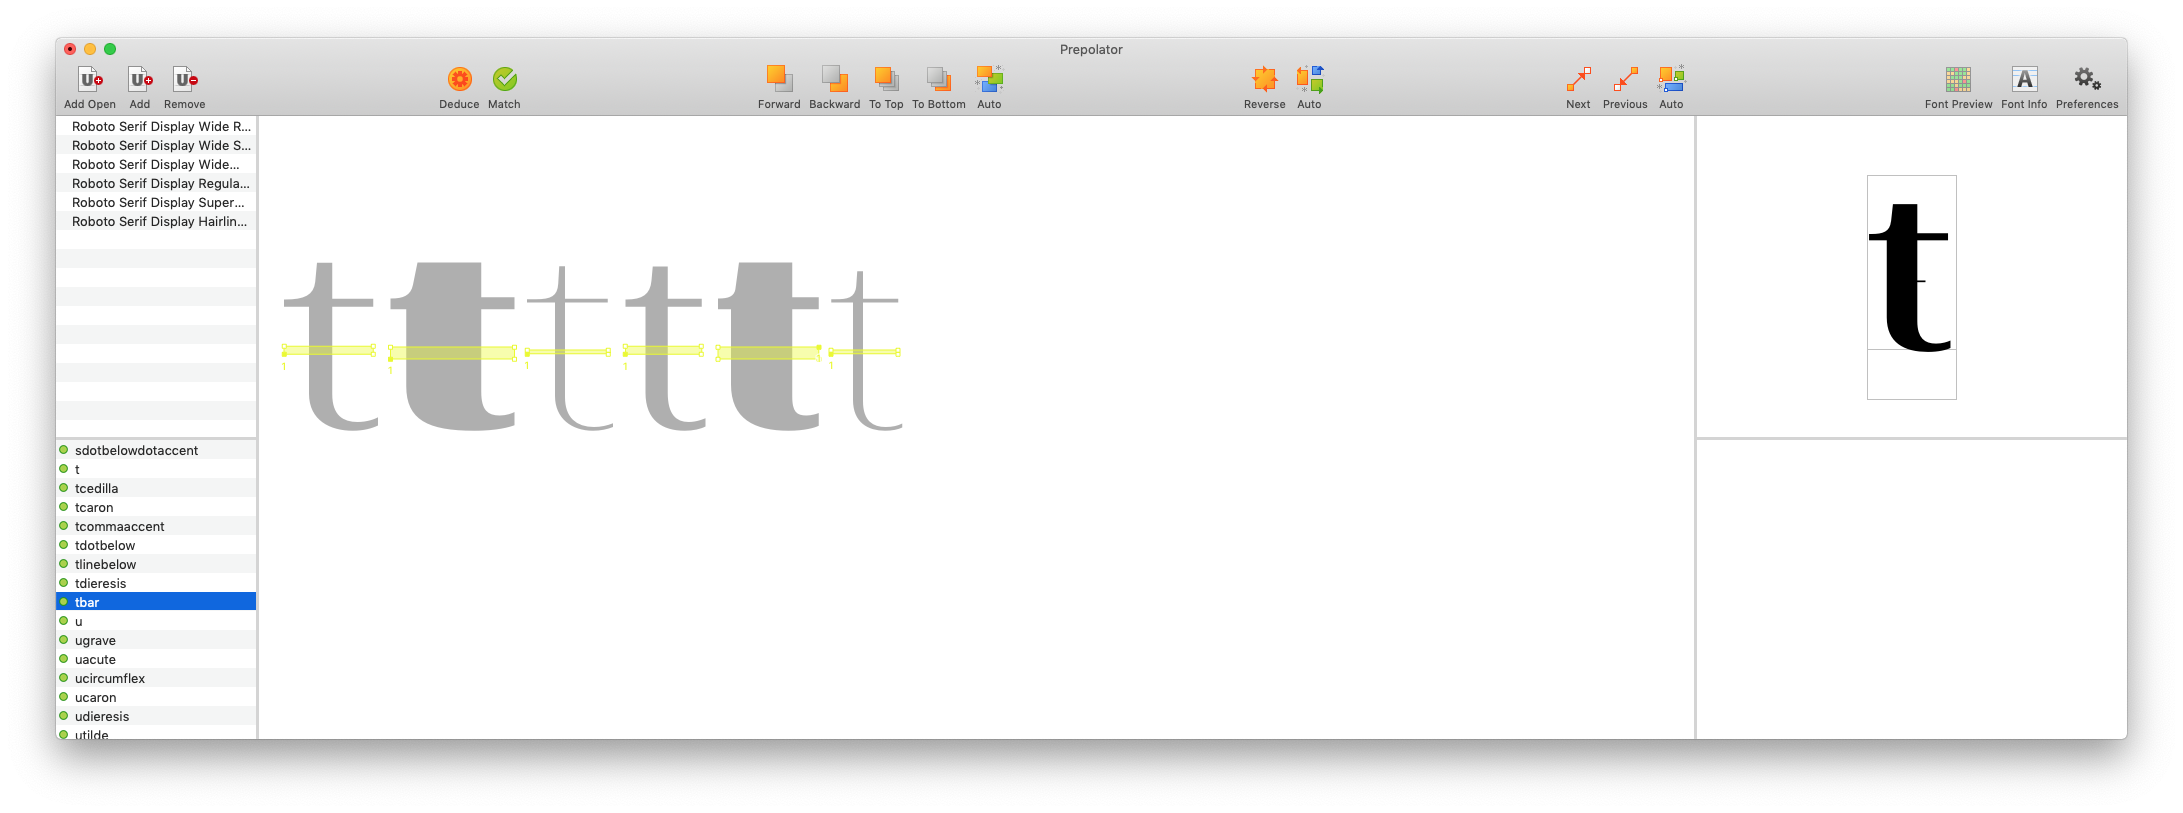 Prepolator
Add Open Add Remove Deduce Match Forward Backward To Top To Bottom Auto Reverse Auto Next Previous Auto Font Preview Font Info Preferences
Roboto Serif Display Wide R...
Roboto Serif Display Wide S...
Roboto Serif Display Wide...
Roboto Serif Display Regula...
Roboto Serif Display Super...
Roboto Serif Display Hairlin...
t t t t t t
1 1 1 1 1 1
t
sdotbelowdotaccent
t
tcedilla
tcaron
tcommaaccent
tdotbelow
tlinebelow
tdieresis
tbar
u
ugrave
uacute
ucircumflex
ucaron
udieresis
utilde